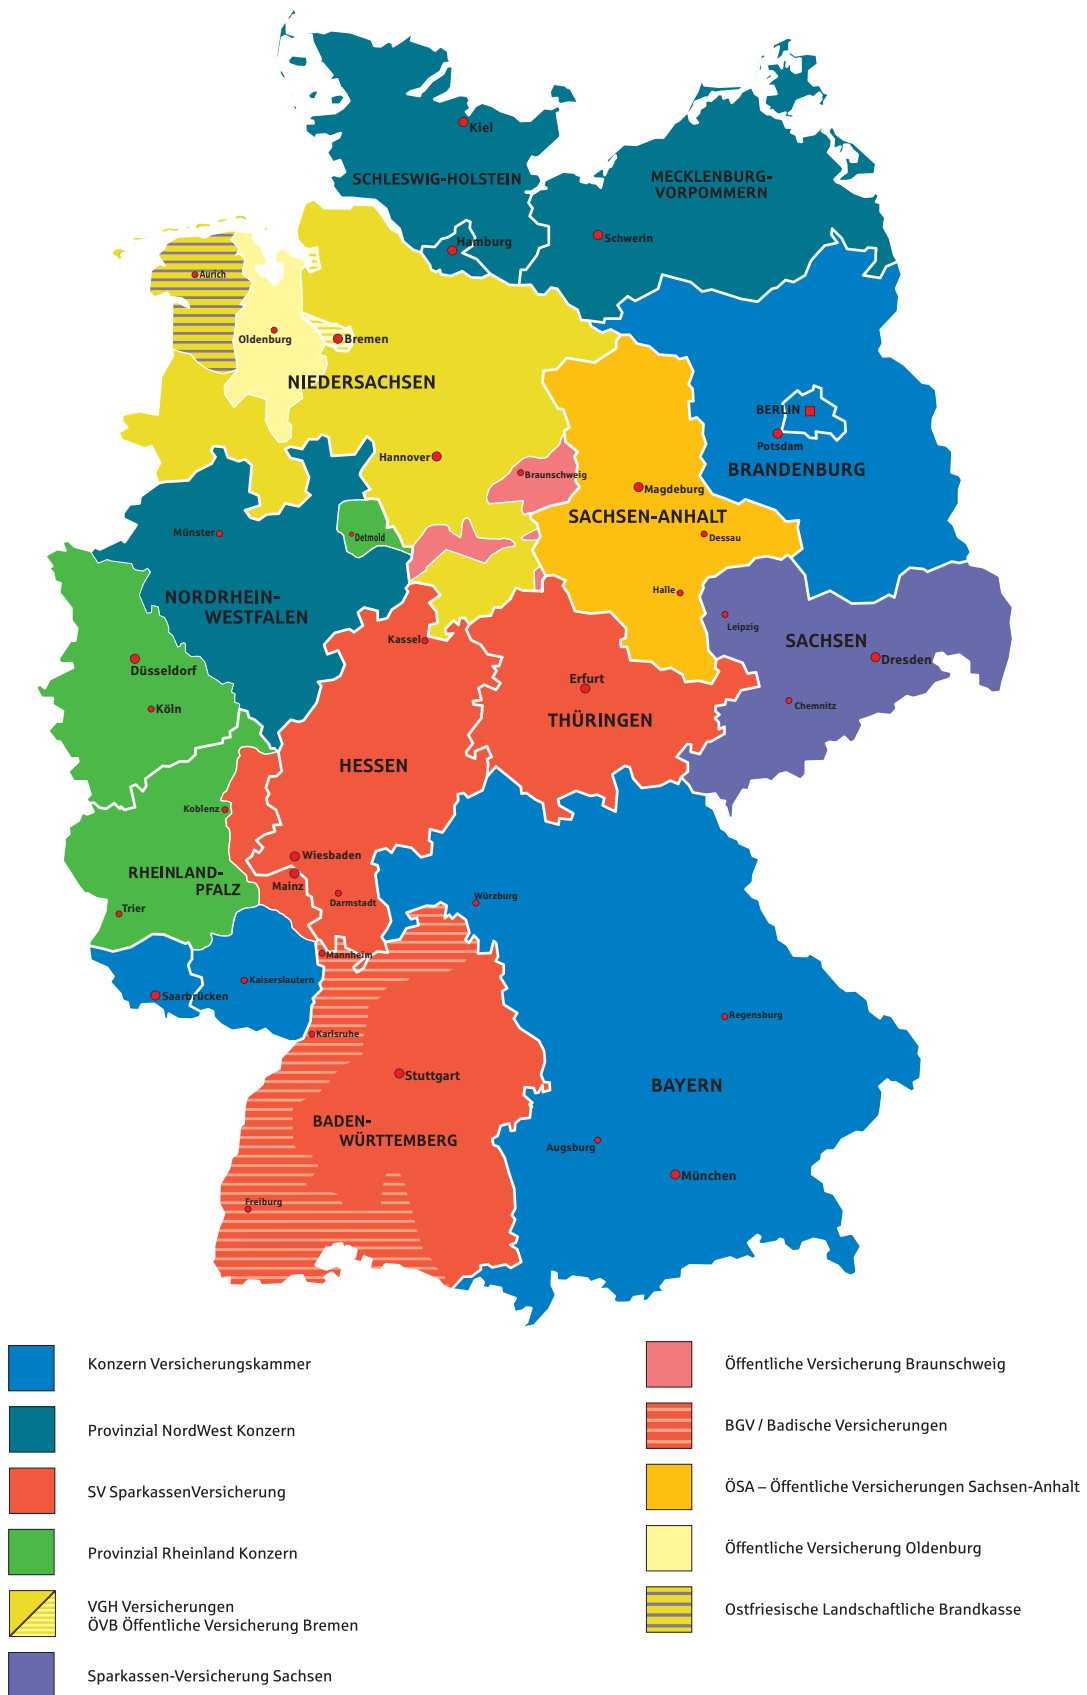 Kiel
SCHLESWIG-HOLSTEIN
MECKLENBURG-
VORPOMMERN
Hamburg
Schwerin
Aurich
Oldenburg
Bremen
NIEDERSACHSEN
BERLIN
Potsdam
BRANDENBURG
Hannover
Braunschweig
Magdeburg
SACHSEN-ANHALT
Dessau
Münster
Detmold
Halle
NORDRHEIN-
WESTFALEN
Leipzig
SACHSEN
Dresden
Kassel
Düsseldorf
Erfurt
Köln
Chemnitz
THÜRINGEN
HESSEN
Koblenz
Wiesbaden
RHEINLAND-
PFALZ
Mainz
Darmstadt
Würzburg
Trier
Mannheim
Kaiserslautern
Saarbrücken
Regensburg
Karlsruhe
Stuttgart
BAYERN
BADEN-
WÜRTTEMBERG
Augsburg
München
Freiburg
Konzern Versicherungskammer
Provinzial NordWest Konzern
SV SparkassenVersicherung
Provinzial Rheinland Konzern
VGH Versicherungen
ÖVB Öffentliche Versicherung Bremen
Sparkassen-Versicherung Sachsen
Öffentliche Versicherung Braunschweig
BGV / Badische Versicherungen
ÖSA – Öffentliche Versicherungen Sachsen-Anhalt
Öffentliche Versicherung Oldenburg
Ostfriesische Landschaftliche Brandkasse